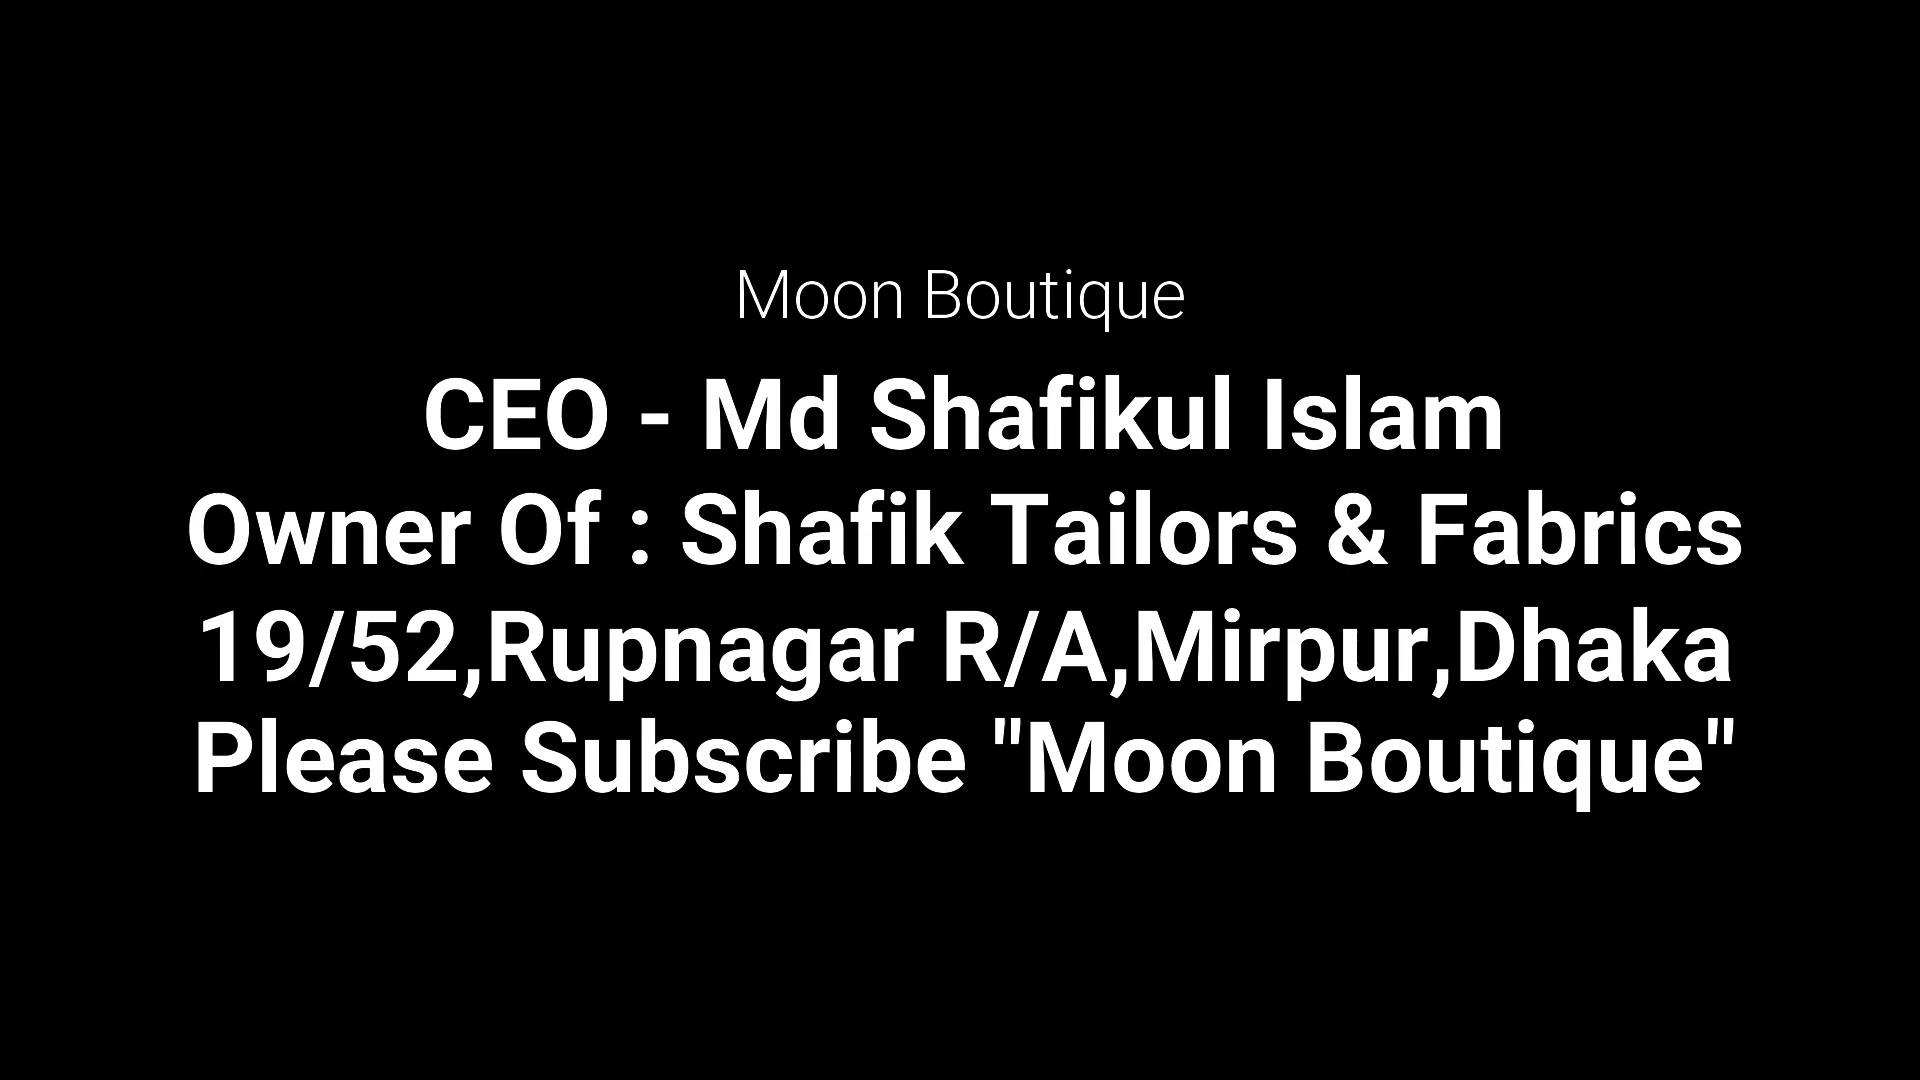 Moon Boutique
CEO - Md Shafikul Islam
Owner Of : Shafik Tailors & Fabrics
19/52,Rupnagar R/A,Mirpur,Dhaka
Please Subscribe "Moon Boutique"